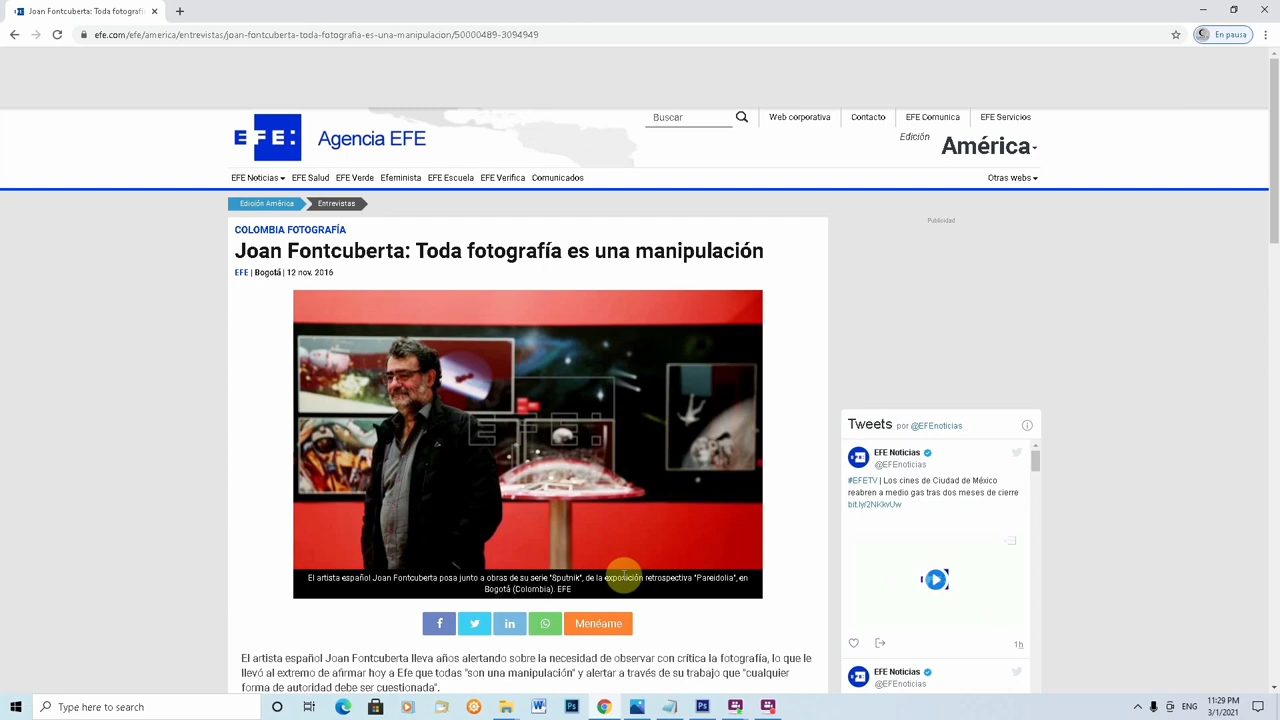 Joan Fontcuberta: Toda fotografí
efe.com/efe/america/entrevistas/joan-fontcuberta-toda-fotografia-es-una-manipulacion/50000489-3094949
En pausa
EFE:
Agencia EFE
Buscar
Web corporativa
Contacto
EFE Comunica
EFE Servicios
Edición
América
EFE Noticias
EFE Salud
EFE Verde
Efeminista
EFE Escuela
EFE Verifica
Comunicados
Otras webs
Edición América
Entrevistas
Publicidad
COLOMBIA FOTOGRAFÍA
Joan Fontcuberta: Toda fotografía es una manipulación
EFE | Bogotá | 12 nov. 2016
EFE:
El artista español Joan Fontcuberta posa junto a obras de su serie "Sputnik", de la exposición retrospectiva "Pareidolia", en
Bogotá (Colombia). EFE
Menéame
El artista español Joan Fontcuberta lleva años alertando sobre la necesidad de observar con crítica la fotografía, lo que le
llevó al extremo de afirmar hoy a Efe que todas "son una manipulación" y alertar a través de su trabajo que "cualquier
forma de autoridad debe ser cuestionada".
Tweets por @EFEnoticias
EFE Noticias
@EFEnoticias
#EFETV | Los cines de Ciudad de México
reabren a medio gas tras dos meses de cierre
bit.ly/2NKkvUw
1h
EFE Noticias
@EFEnoticias
Type here to search
ENG
11:29 PM
3/1/2021